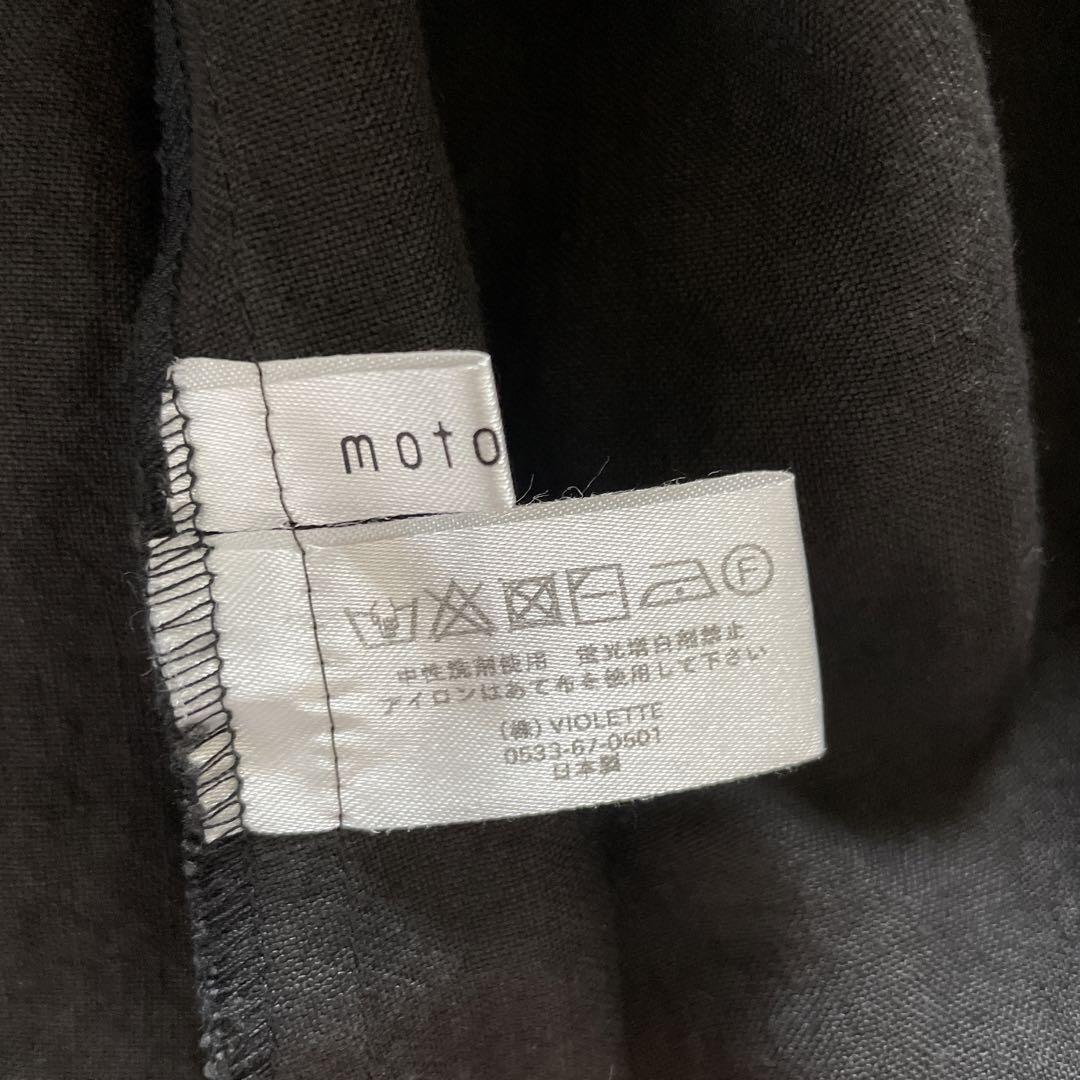 moto
F
中性洗剤使用 蛍光増白剤禁止
アイロンはあて布を使用して下さい
(株) VIOLETTE
0533-67-0501
日本製